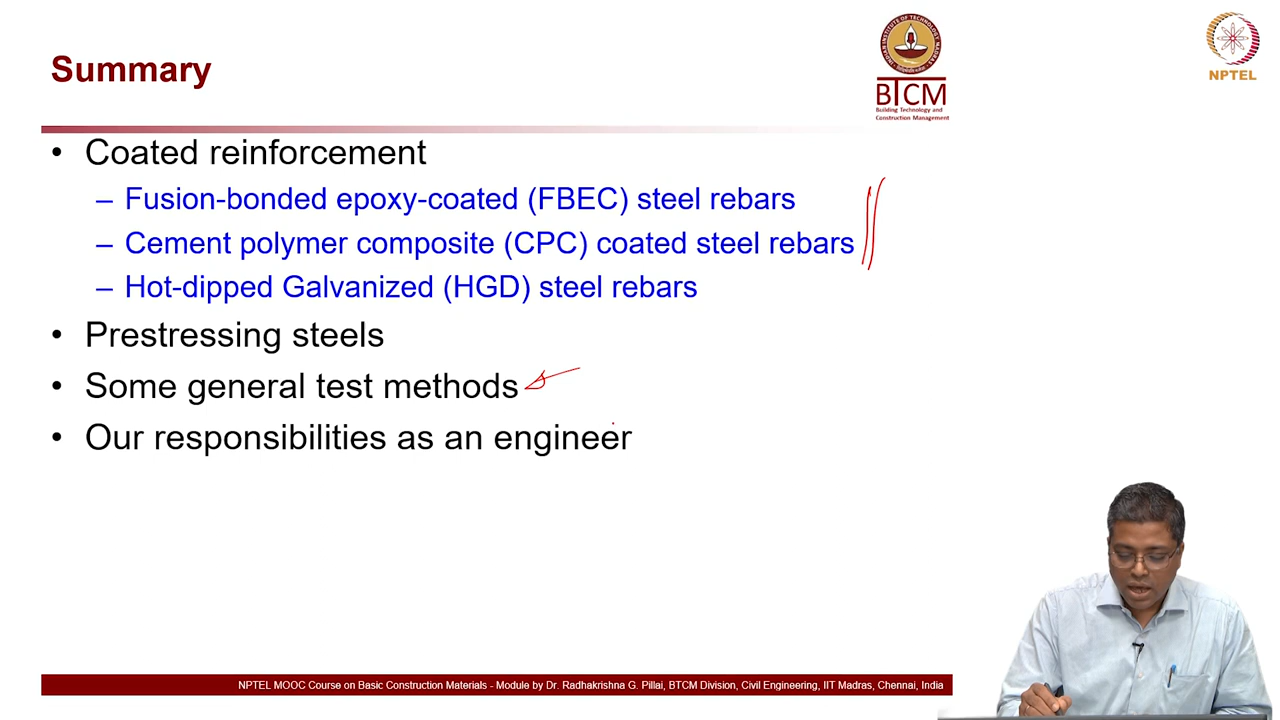 Summary
BTCM
Building Technology and
Construction Management
NPTEL
• Coated reinforcement
– Fusion-bonded epoxy-coated (FBEC) steel rebars
– Cement polymer composite (CPC) coated steel rebars
– Hot-dipped Galvanized (HGD) steel rebars
• Prestressing steels
• Some general test methods
• Our responsibilities as an engineer
NPTEL MOOC Course on Basic Construction Materials - Module by Dr. Radhakrishna G. Pillai, BTCM Division, Civil Engineering, IIT Madras, Chennai, India